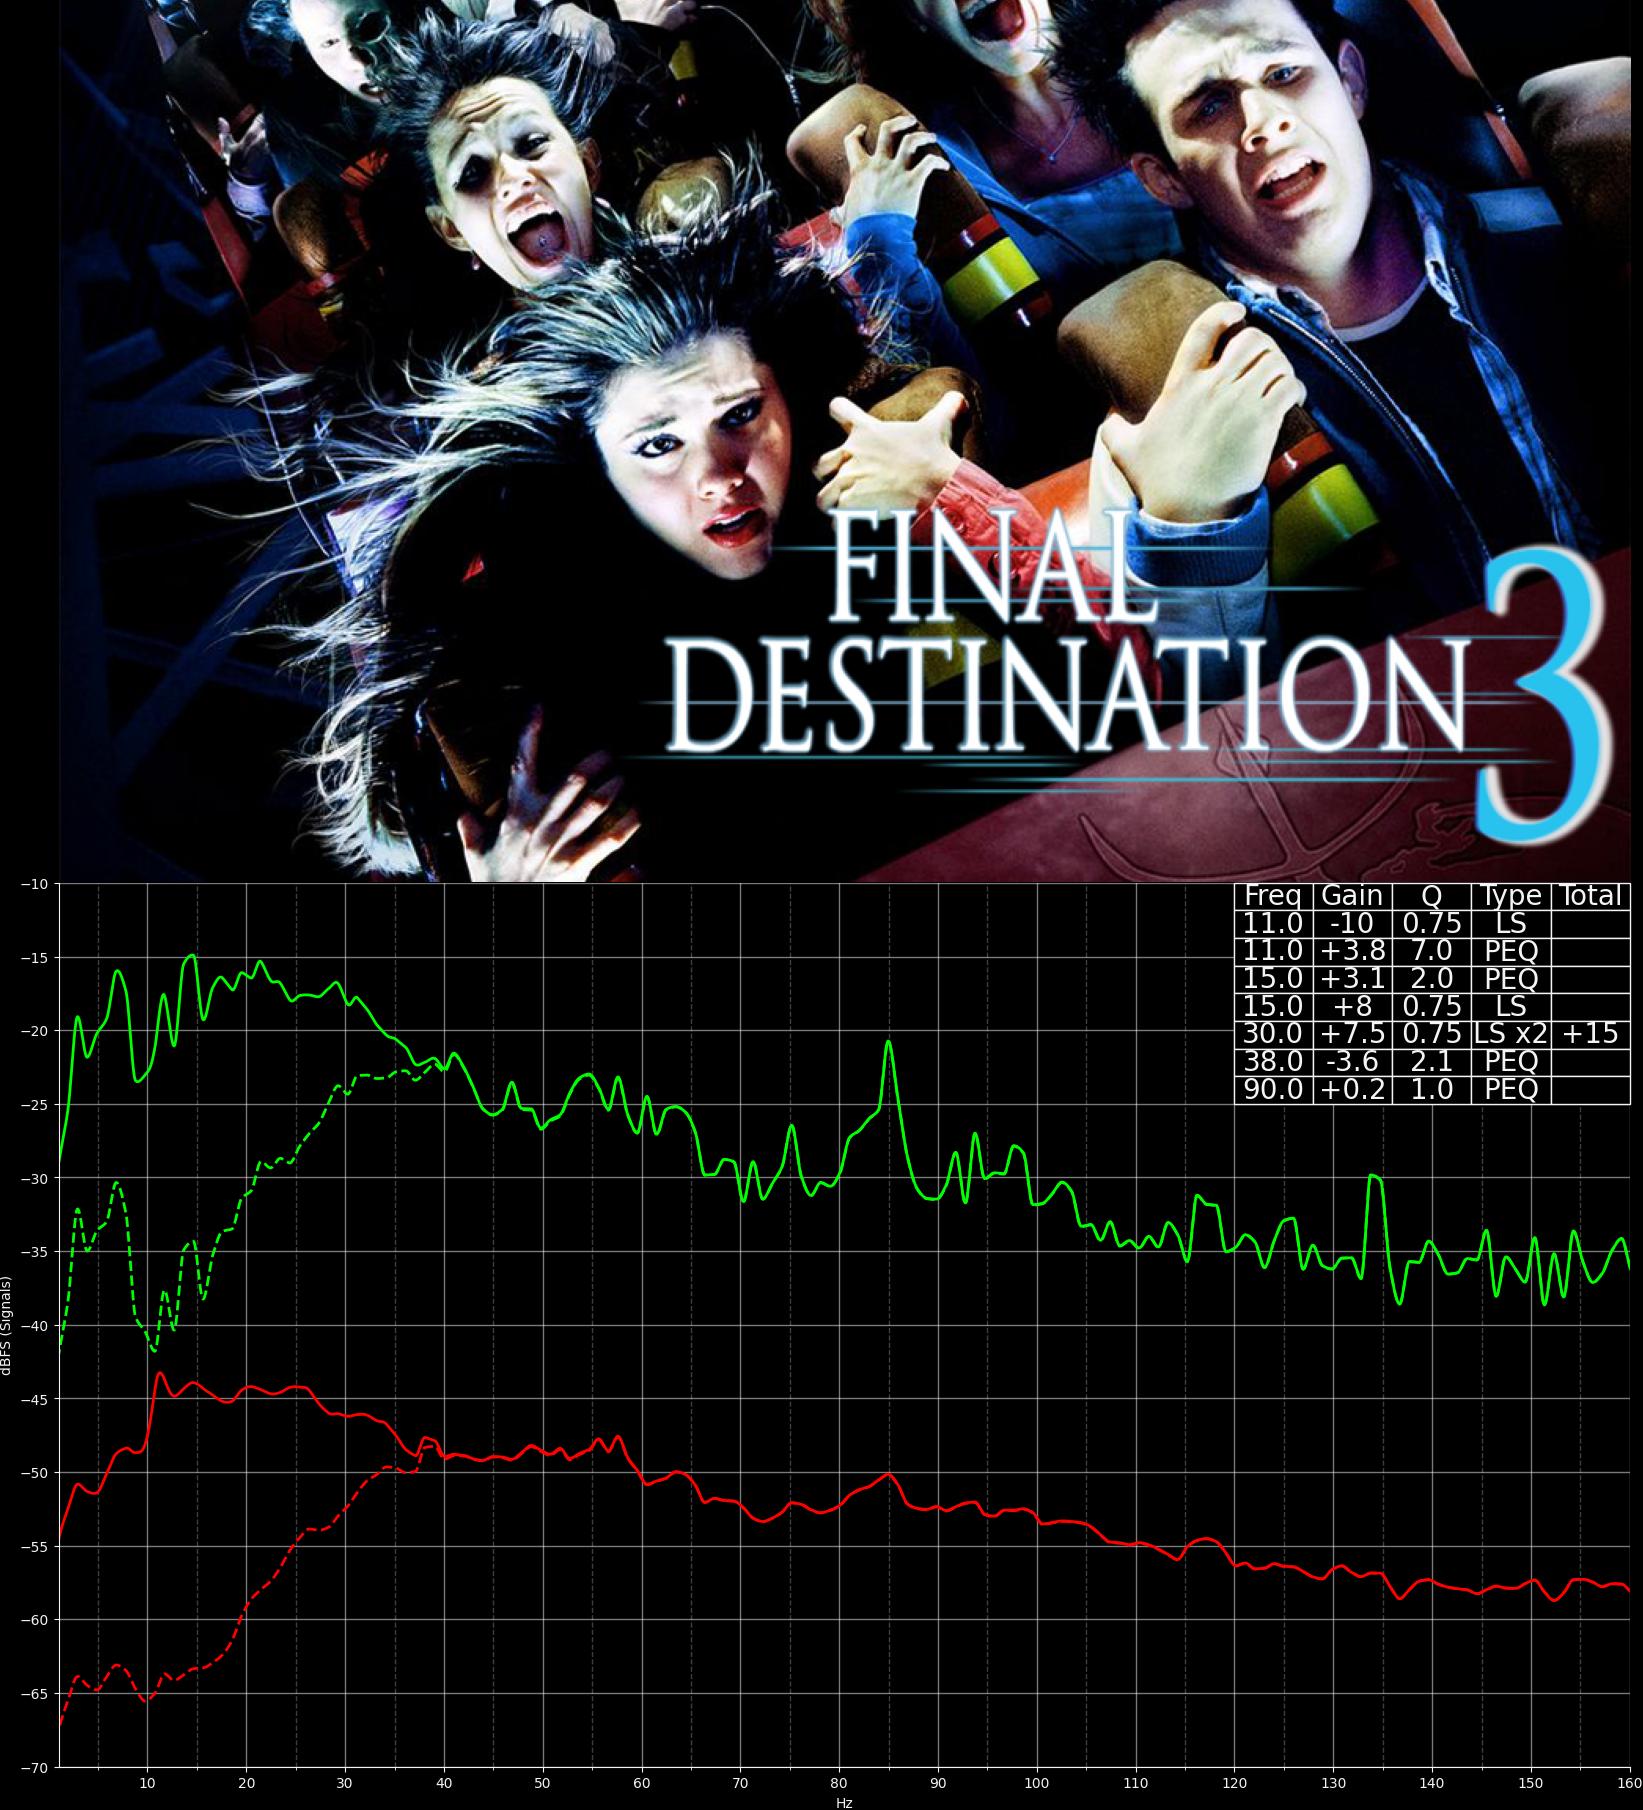 FINAL
DESTINATION 3
Freq Gain Q Type Total
11.0 -10 0.75 LS
11.0 +3.8 7.0 PEQ
15.0 +3.1 2.0 PEQ
15.0 +8 0.75 LS
30.0 +7.5 0.75 LS x2 +15
38.0 -3.6 2.1 PEQ
90.0 +0.2 1.0 PEQ
−10
−15
−20
−25
−30
−35
−40
−45
−50
−55
−60
−65
−70
dBFS (Signals)
10 20 30 40 50 60 70 80 90 100 110 120 130 140 150 160
Hz